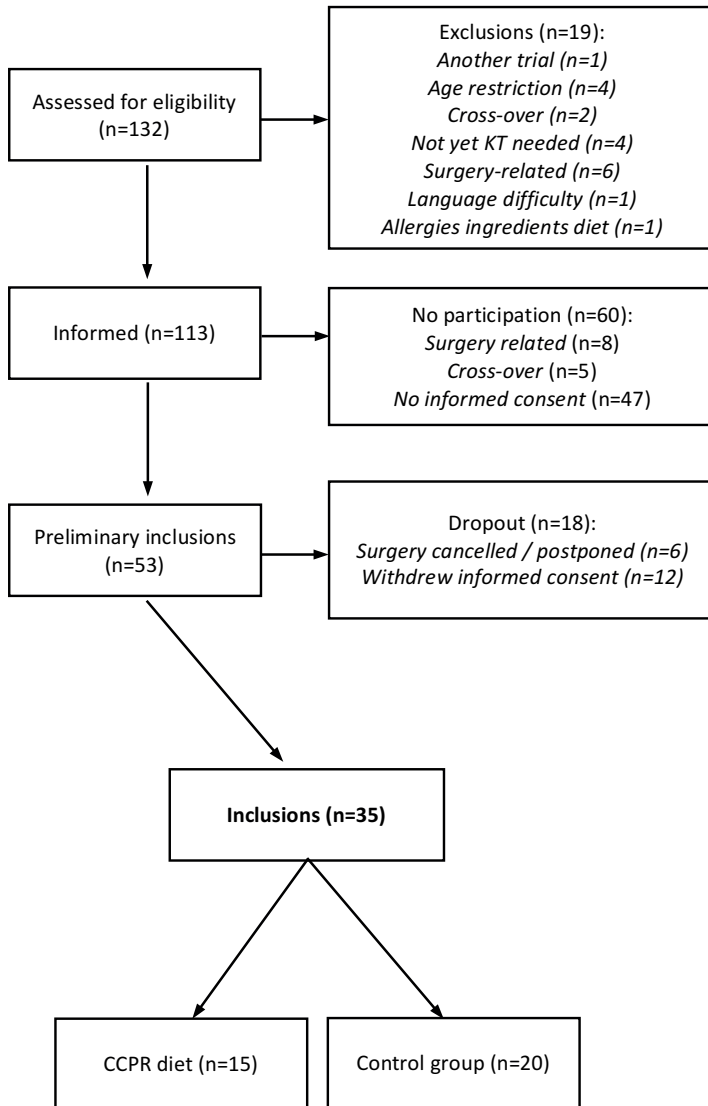 Assessed for eligibility
(n=132)
Exclusions (n=19):
Another trial (n=1)
Age restriction (n=4)
Cross-over (n=2)
Not yet KT needed (n=4)
Surgery-related (n=6)
Language difficulty (n=1)
Allergies ingredients diet (n=1)
Informed (n=113)
No participation (n=60):
Surgery related (n=8)
Cross-over (n=5)
No informed consent (n=47)
Preliminary inclusions
(n=53)
Dropout (n=18):
Surgery cancelled / postponed (n=6)
Withdrew informed consent (n=12)
Inclusions (n=35)
CCPR diet (n=15)
Control group (n=20)